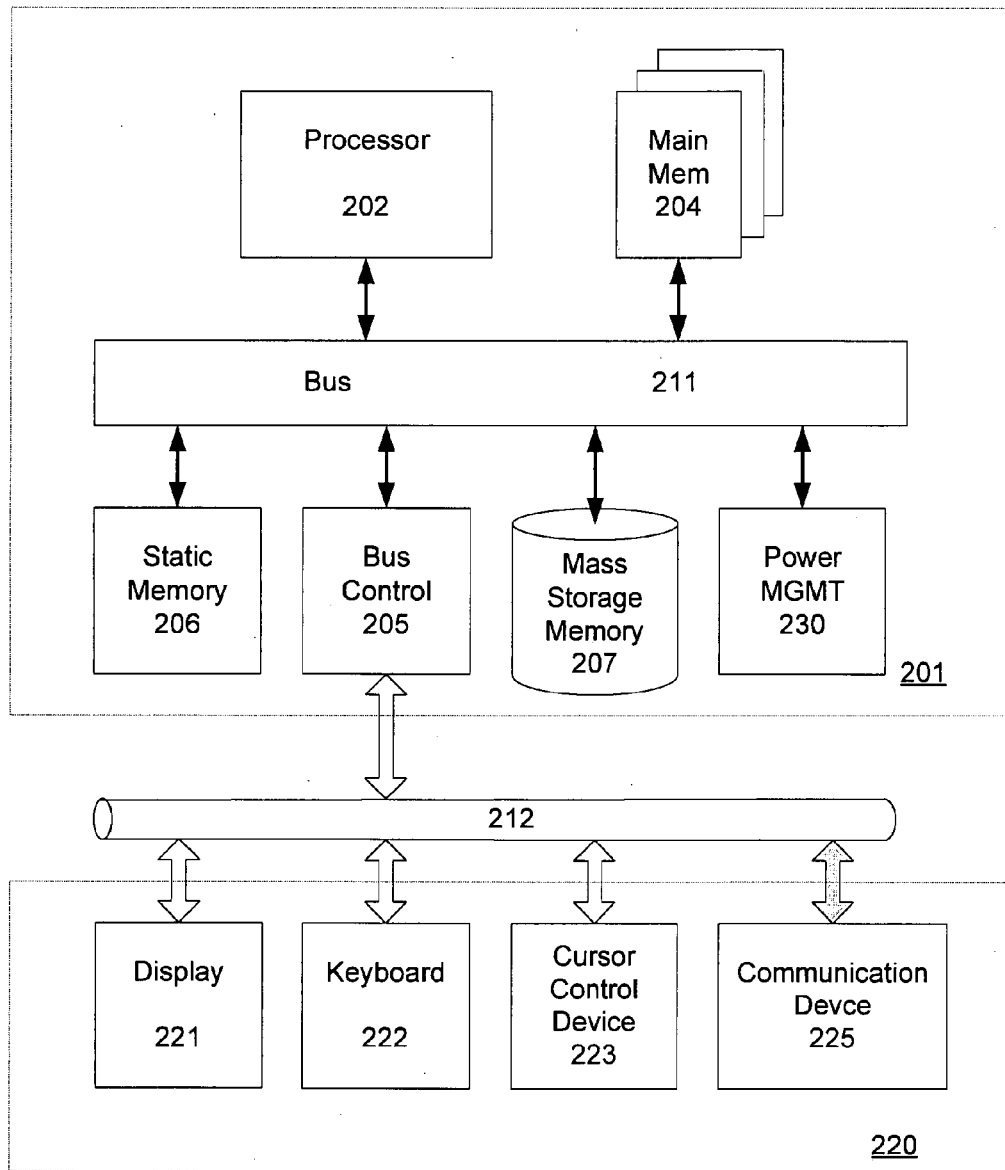 Processor
202
Main
Mem
204
Bus
211
Static
Memory
206
Bus
Control
205
Mass
Storage
Memory
207
Power
MGMT
230
201
212
Display
221
Keyboard
222
Cursor
Control
Device
223
Communication
Devce
225
220